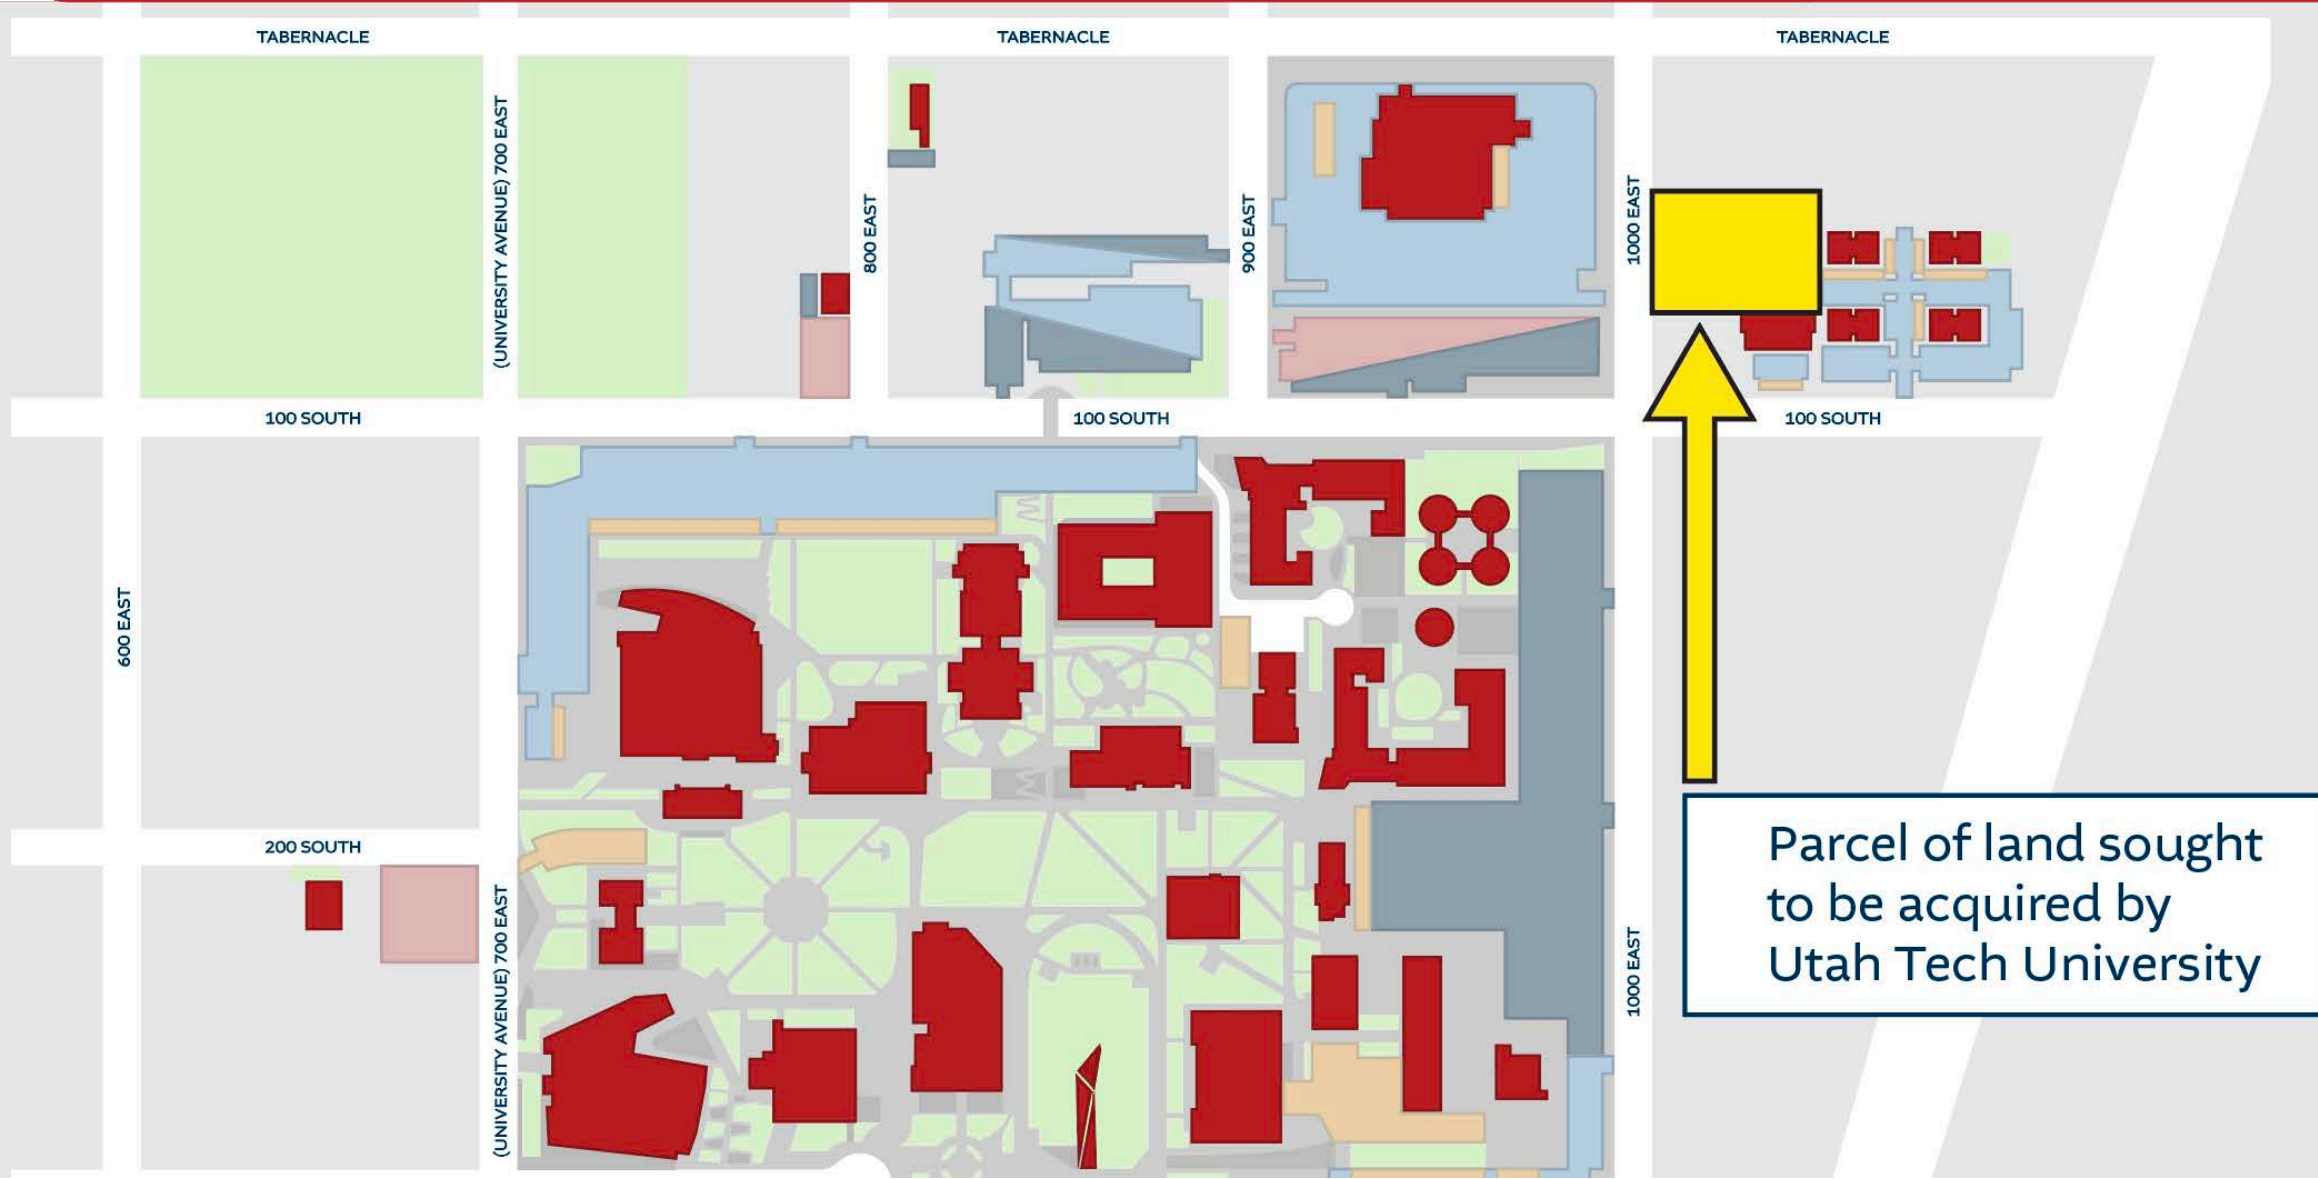 TABERNACLE
TABERNACLE
TABERNACLE
(UNIVERSITY AVENUE) 700 EAST
800 EAST
900 EAST
1000 EAST
100 SOUTH
100 SOUTH
100 SOUTH
600 EAST
200 SOUTH
(UNIVERSITY AVENUE) 700 EAST
1000 EAST
Parcel of land sought
to be acquired by
Utah Tech University